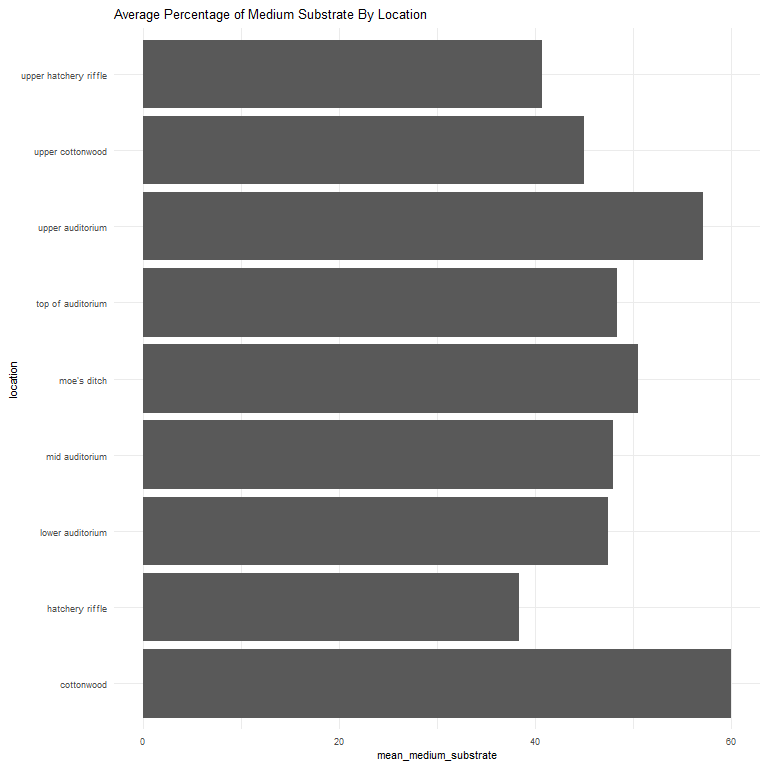 Average Percentage of Medium Substrate By Location
upper hatchery riffle
upper cottonwood
upper auditorium
top of auditorium
moe's ditch
mid auditorium
lower auditorium
hatchery riffle
cottonwood
location
0 20 40 60
mean_medium_substrate